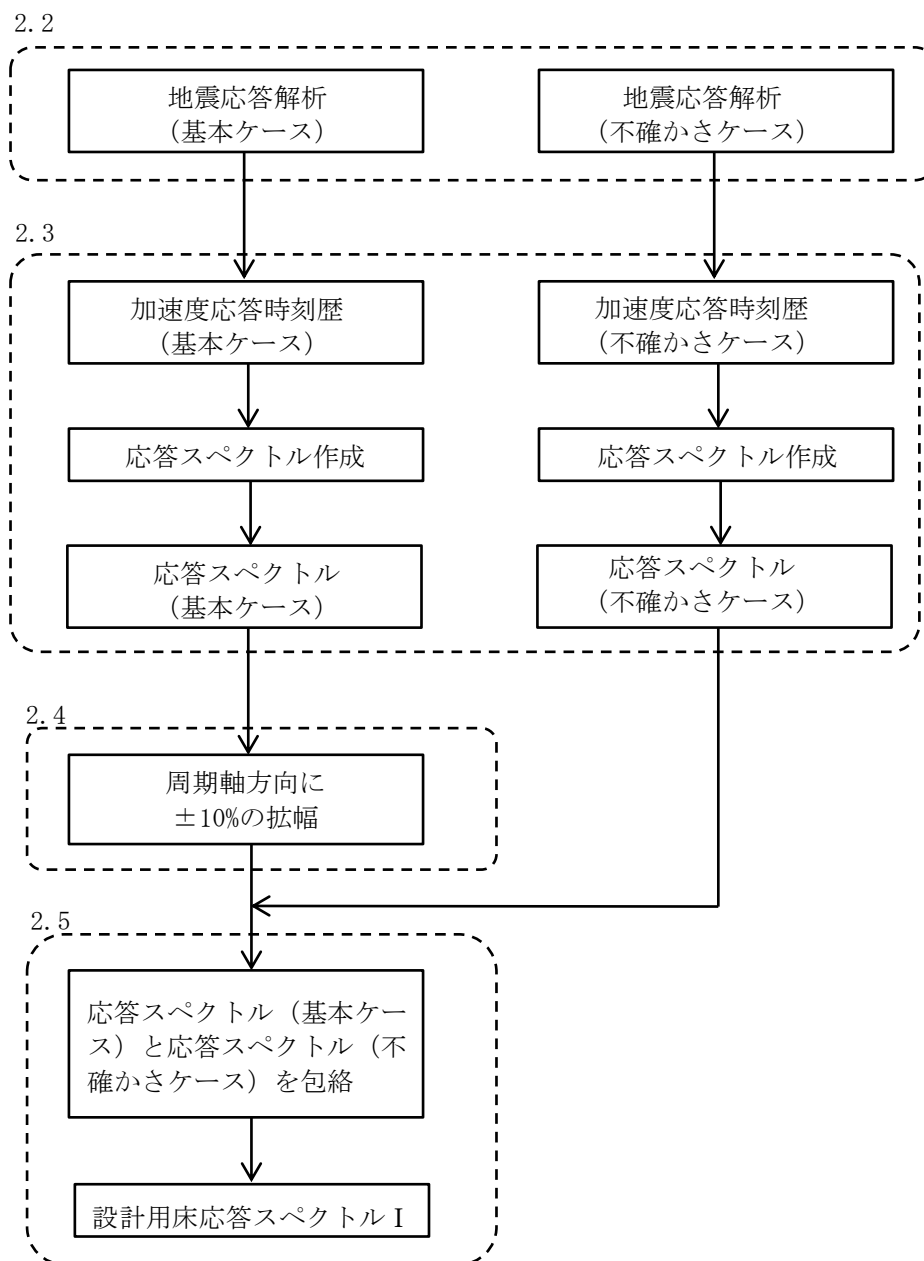 2.2
地震応答解析
(基本ケース)
地震応答解析
(不確かさケース)
2.3
加速度応答時刻歴
(基本ケース)
加速度応答時刻歴
(不確かさケース)
応答スペクトル作成
応答スペクトル作成
応答スペクトル
(基本ケース)
応答スペクトル
(不確かさケース)
2.4
周期軸方向に
±10%の拡幅
2.5
応答スペクトル(基本ケー
ス)と応答スペクトル(不
確かさケース)を包絡
設計用床応答スペクトルⅠ